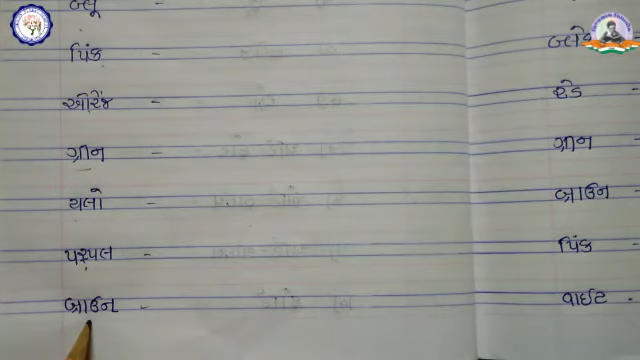 બ્લૂ -
પિંક -
ઓરેંજ -
ગ્રીન -
યલો -
પરૂપલ -
બ્રાઉન -
રેડ -
ગ્રીન -
બ્રાઉન -
પિંક -
વાઈટ -